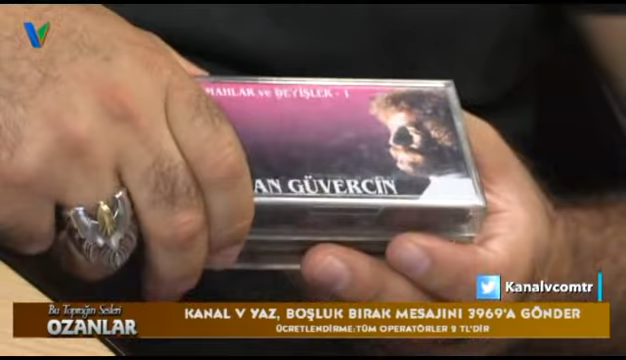 MAHLAR ve DEYİŞLER - 1
AN GÜVERCİN
Kanalvcomtr
Bu Toprağın Sesleri
OZANLAR
KANAL V YAZ, BOŞLUK BIRAK MESAJINI 3969'A GÖNDER
ÜCRETLENDİRME:TÜM OPERATÖRLER 2 TL'DİR